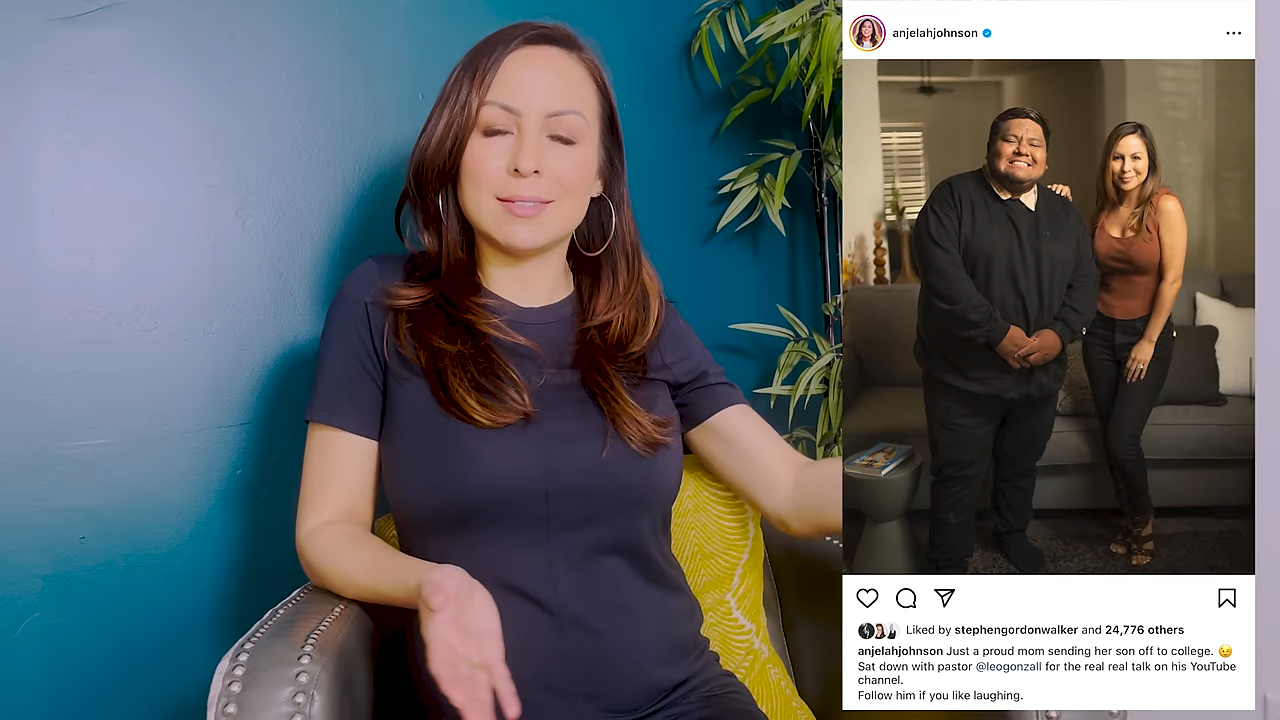 anjelahjohnson
Liked by stephengordonwalker and 24,776 others
anjelahjohnson Just a proud mom sending her son off to college. 😉
Sat down with pastor @leogonzall for the real real talk on his YouTube
channel.
Follow him if you like laughing.